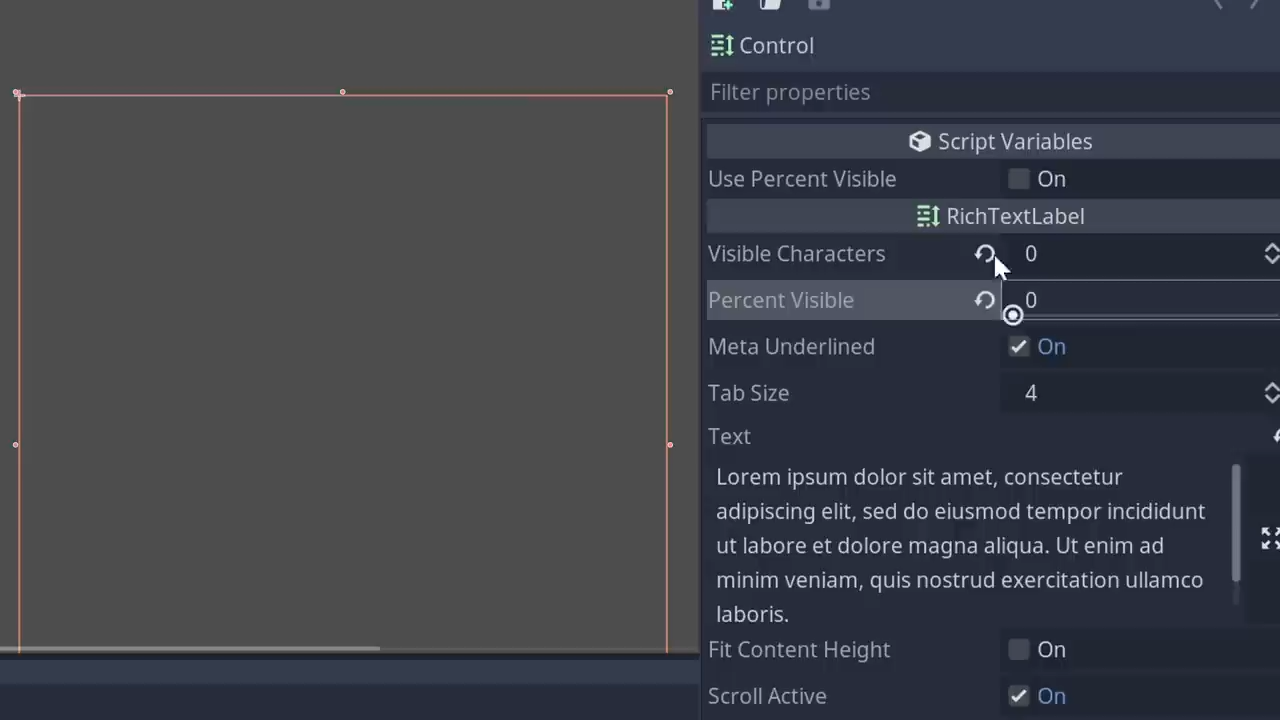 Control
Filter properties
Script Variables
Use Percent Visible On
RichTextLabel
Visible Characters 0
Percent Visible 0
Meta Underlined On
Tab Size 4
Text
Lorem ipsum dolor sit amet, consectetur
adipiscing elit, sed do eiusmod tempor incididunt
ut labore et dolore magna aliqua. Ut enim ad
minim veniam, quis nostrud exercitation ullamco
laboris.
Fit Content Height On
Scroll Active On